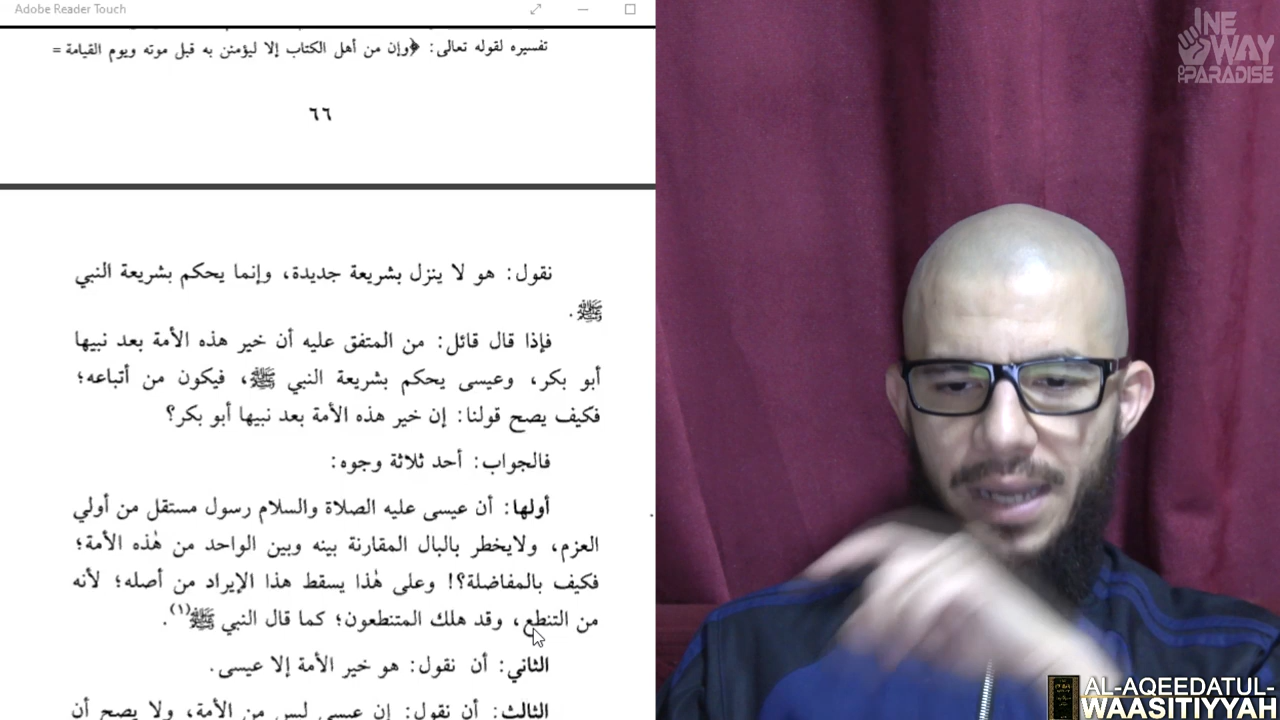 Adobe Reader Touch
تفسيره لقوله تعالى: ﴿وإن من أهل الكتاب إلا ليؤمنن به قبل موته ويوم القيامة =
٦٦
نقول: هو لا ينزل بشريعة جديدة، وإنما يحكم بشريعة النبي
ﷺ.
فإذا قال قائل: من المتفق عليه أن خير هذه الأمة بعد نبيها
أبو بكر، وعيسى يحكم بشريعة النبي ﷺ، فيكون من أتباعه؛
فكيف يصح قولنا: إن خير هذه الأمة بعد نبيها أبو بكر؟
فالجواب: أحد ثلاثة وجوه:
أولها: أن عيسى عليه الصلاة والسلام رسول مستقل من أولي
العزم، ولايخطر بالبال المقارنة بينه وبين الواحد من هٰذه الأمة؛
فكيف بالمفاضلة؟! وعلى هٰذا يسقط هذا الإيراد من أصله؛ لأنه
من التنطع، وقد هلك المتنطعون؛ كما قال النبي ﷺ(١).
الثاني: أن نقول: هو خير الأمة إلا عيسى.
الثالث: أن نقول: إن عيسى ليس من الأمة، ولا يصح أن
ONE
WAY
TO
PARADISE
AL-AQEEDATUL-
WAASITIYYAH